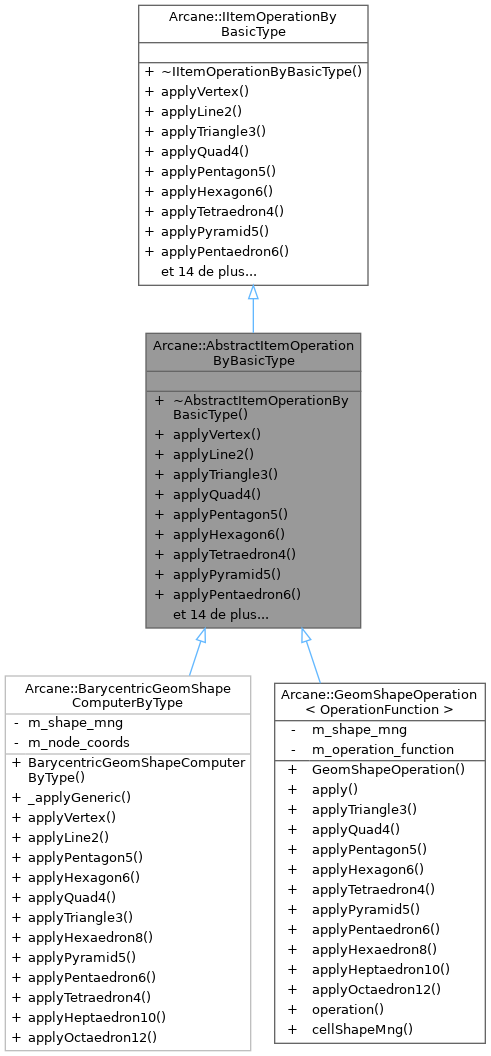 Arcane::IItemOperationBy
BasicType
+ ~IItemOperationByBasicType()
+ applyVertex()
+ applyLine2()
+ applyTriangle3()
+ applyQuad4()
+ applyPentagon5()
+ applyHexagon6()
+ applyTetraedron4()
+ applyPyramid5()
+ applyPentaedron6()
et 14 de plus...
Arcane::AbstractItemOperation
ByBasicType
+ ~AbstractItemOperationBy
BasicType()
+ applyVertex()
+ applyLine2()
+ applyTriangle3()
+ applyQuad4()
+ applyPentagon5()
+ applyHexagon6()
+ applyTetraedron4()
+ applyPyramid5()
+ applyPentaedron6()
et 14 de plus...
Arcane::BarycentricGeomShape
ComputerByType
- m_shape_mng
- m_node_coords
+ BarycentricGeomShapeComputer
ByType()
+ _applyGeneric()
+ applyVertex()
+ applyLine2()
+ applyPentagon5()
+ applyHexagon6()
+ applyQuad4()
+ applyTriangle3()
+ applyHexaedron8()
+ applyPyramid5()
+ applyPentaedron6()
+ applyTetraedron4()
+ applyHeptaedron10()
+ applyOctaedron12()
Arcane::GeomShapeOperation
< OperationFunction >
- m_shape_mng
- m_operation_function
+ GeomShapeOperation()
+ apply()
+ applyTriangle3()
+ applyQuad4()
+ applyPentagon5()
+ applyHexagon6()
+ applyTetraedron4()
+ applyPyramid5()
+ applyPentaedron6()
+ applyHexaedron8()
+ applyHeptaedron10()
+ applyOctaedron12()
+ operation()
+ cellShapeMng()